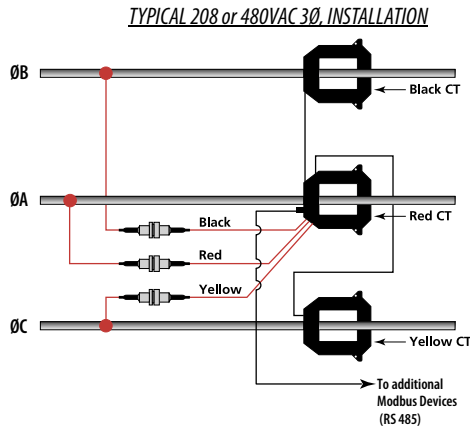 TYPICAL 208 or 480VAC 3Ø, INSTALLATION
ØB
Black CT
ØA
Black
Red CT
Red
Yellow
ØC
Yellow CT
To additional
Modbus Devices
(RS 485)